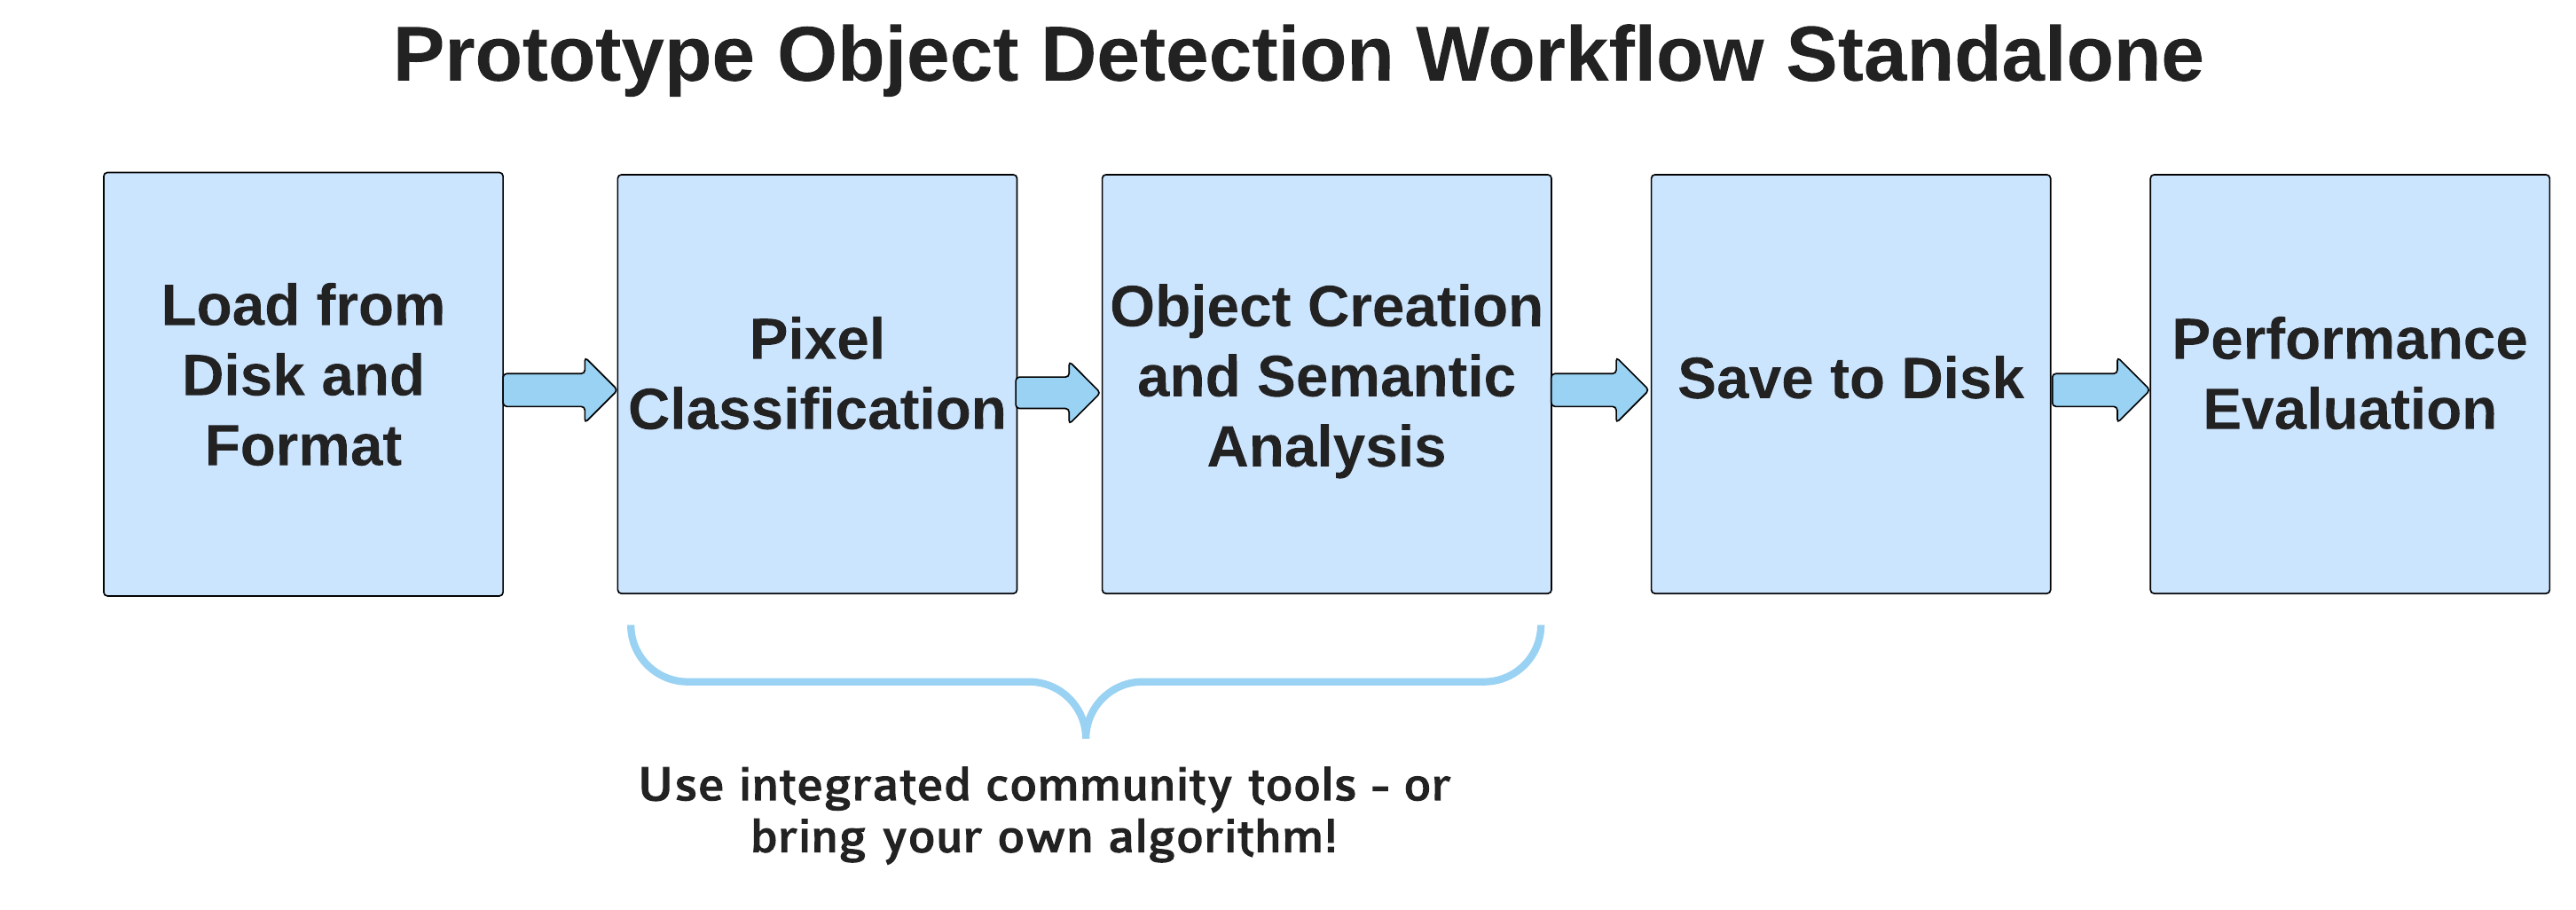 Prototype Object Detection Workflow Standalone
Load from
Disk and
Format
Pixel
Classification
Object Creation
and Semantic
Analysis
Save to Disk
Performance
Evaluation
Use integrated community tools - or
bring your own algorithm!